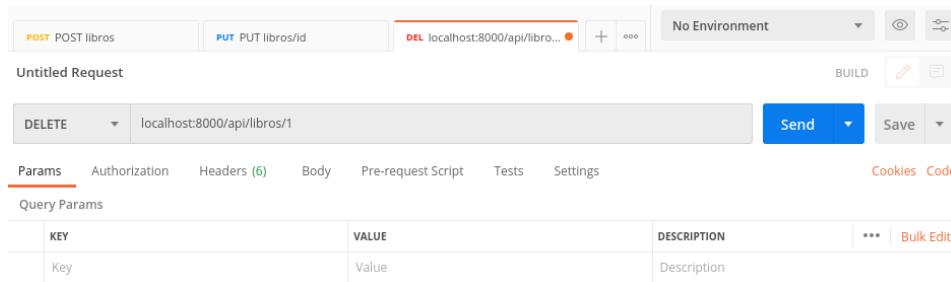 POST POST libros PUT PUT libros/id DEL localhost:8000/api/libro... + ooo No Environment
Untitled Request BUILD
DELETE localhost:8000/api/libros/1 Send Save
Params Authorization Headers (6) Body Pre-request Script Tests Settings Cookies Code
Query Params
KEY VALUE DESCRIPTION ••• Bulk Edit
Key Value Description